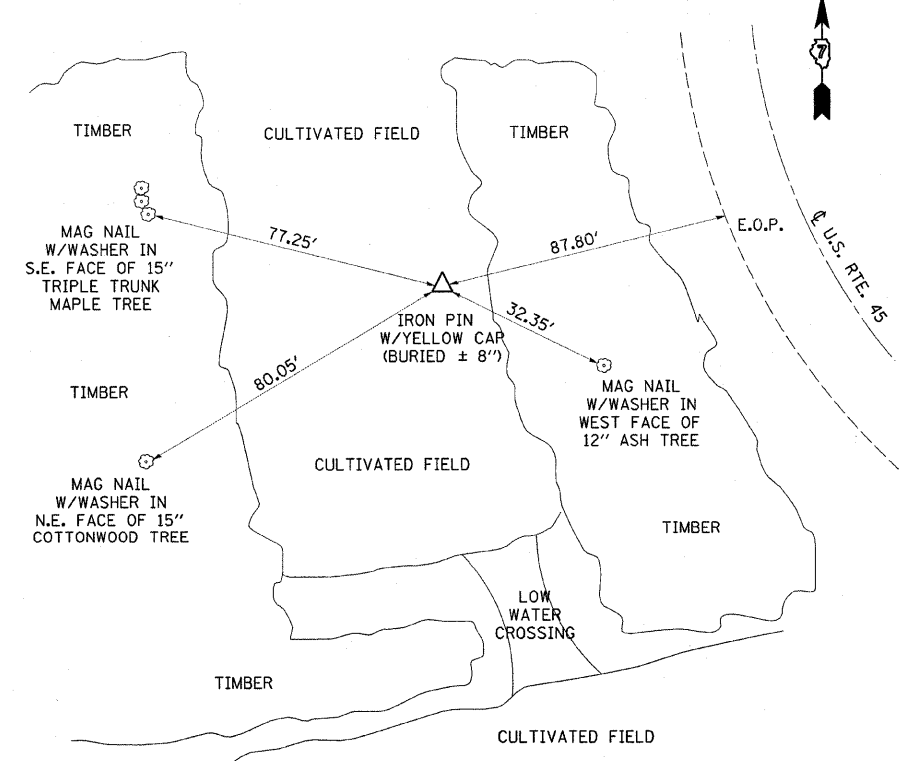 7
TIMBER
CULTIVATED FIELD
TIMBER
MAG NAIL
W/WASHER IN
S.E. FACE OF 15"
TRIPLE TRUNK
MAPLE TREE
77.25'
87.80'
E.O.P.
℄ U.S. RTE. 45
IRON PIN
W/YELLOW CAP
(BURIED ± 8")
32.35'
80.05'
TIMBER
MAG NAIL
W/WASHER IN
WEST FACE OF
12" ASH TREE
CULTIVATED FIELD
MAG NAIL
W/WASHER IN
N.E. FACE OF 15"
COTTONWOOD TREE
TIMBER
LOW
WATER
CROSSING
TIMBER
CULTIVATED FIELD